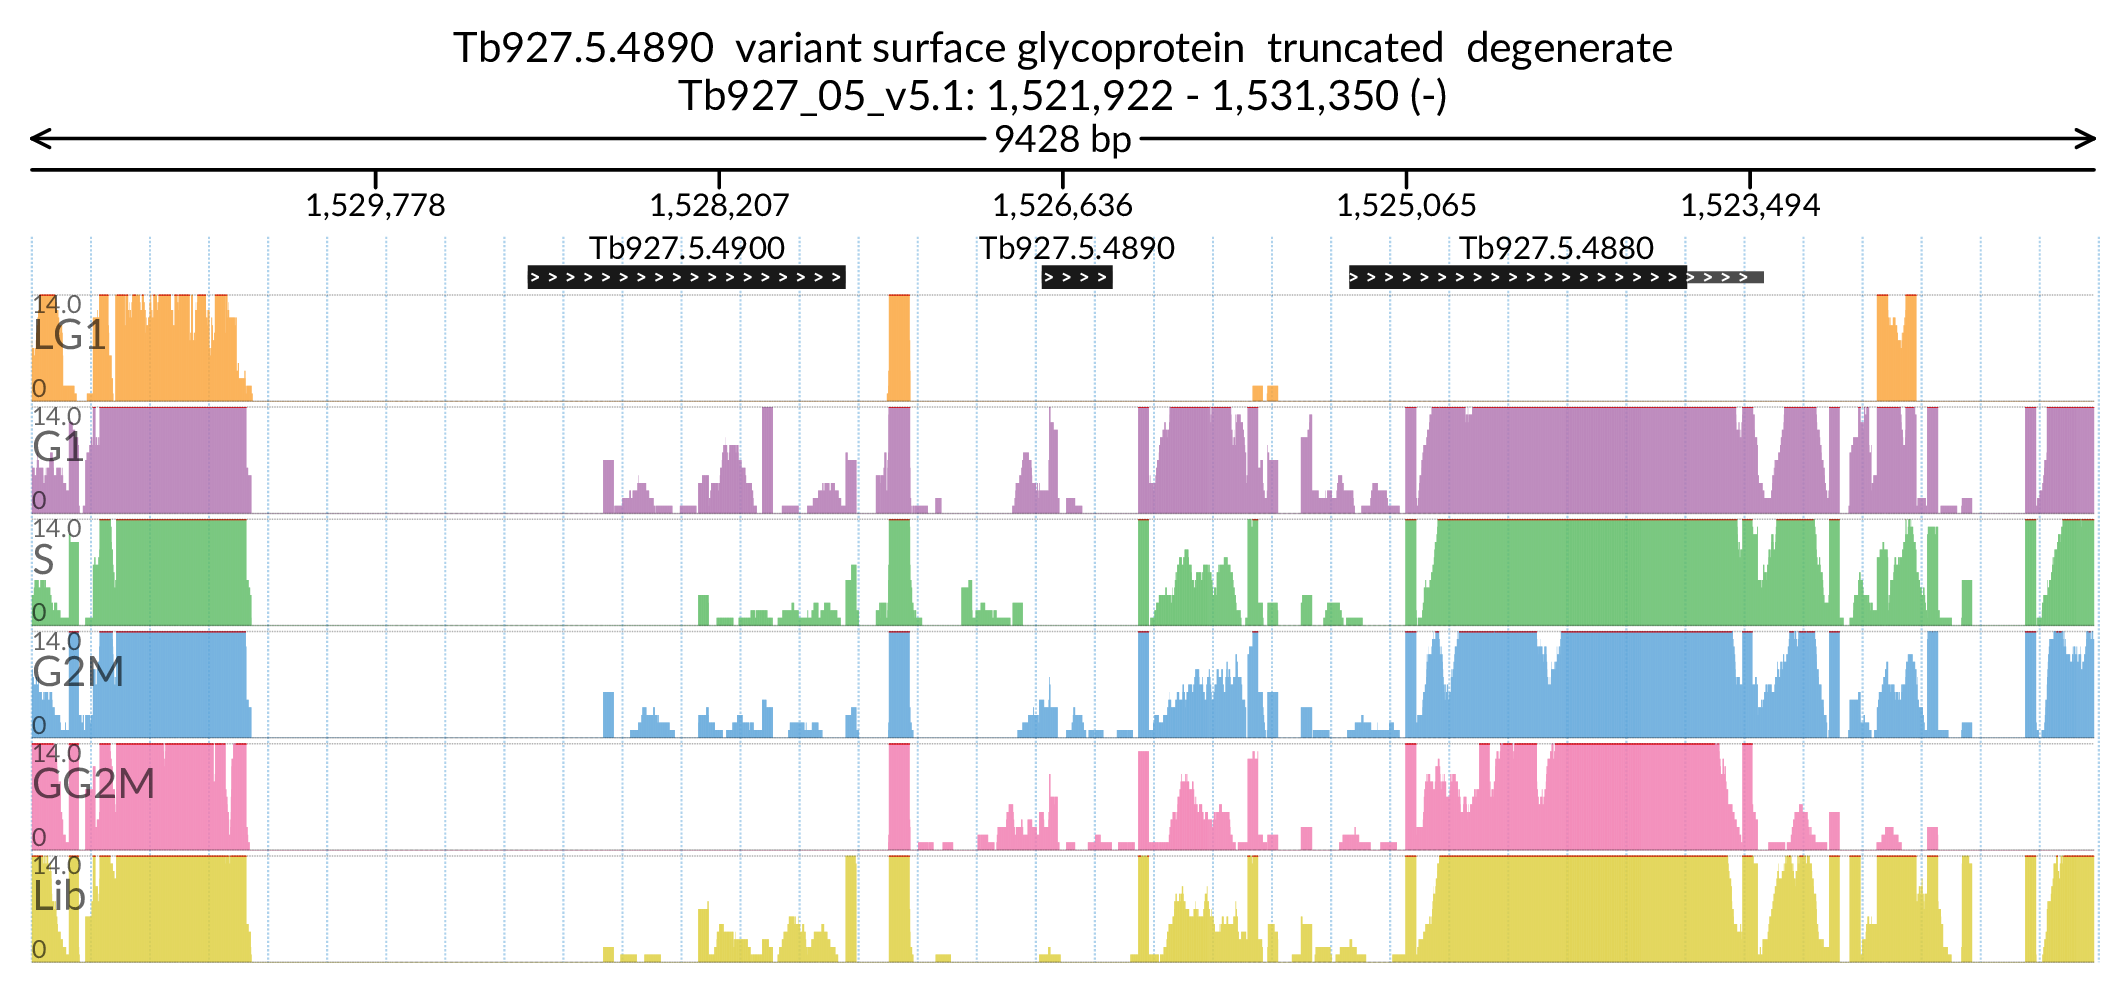 Tb927.5.4890 variant surface glycoprotein truncated degenerate
Tb927_05_v5.1: 1,521,922 - 1,531,350 (-)
9428 bp
1,529,778 1,528,207 1,526,636 1,525,065 1,523,494
Tb927.5.4900 Tb927.5.4890 Tb927.5.4880
14.0
LG1
0
14.0
G1
0
14.0
S
0
14.0
G2M
0
14.0
GG2M
0
14.0
Lib
0